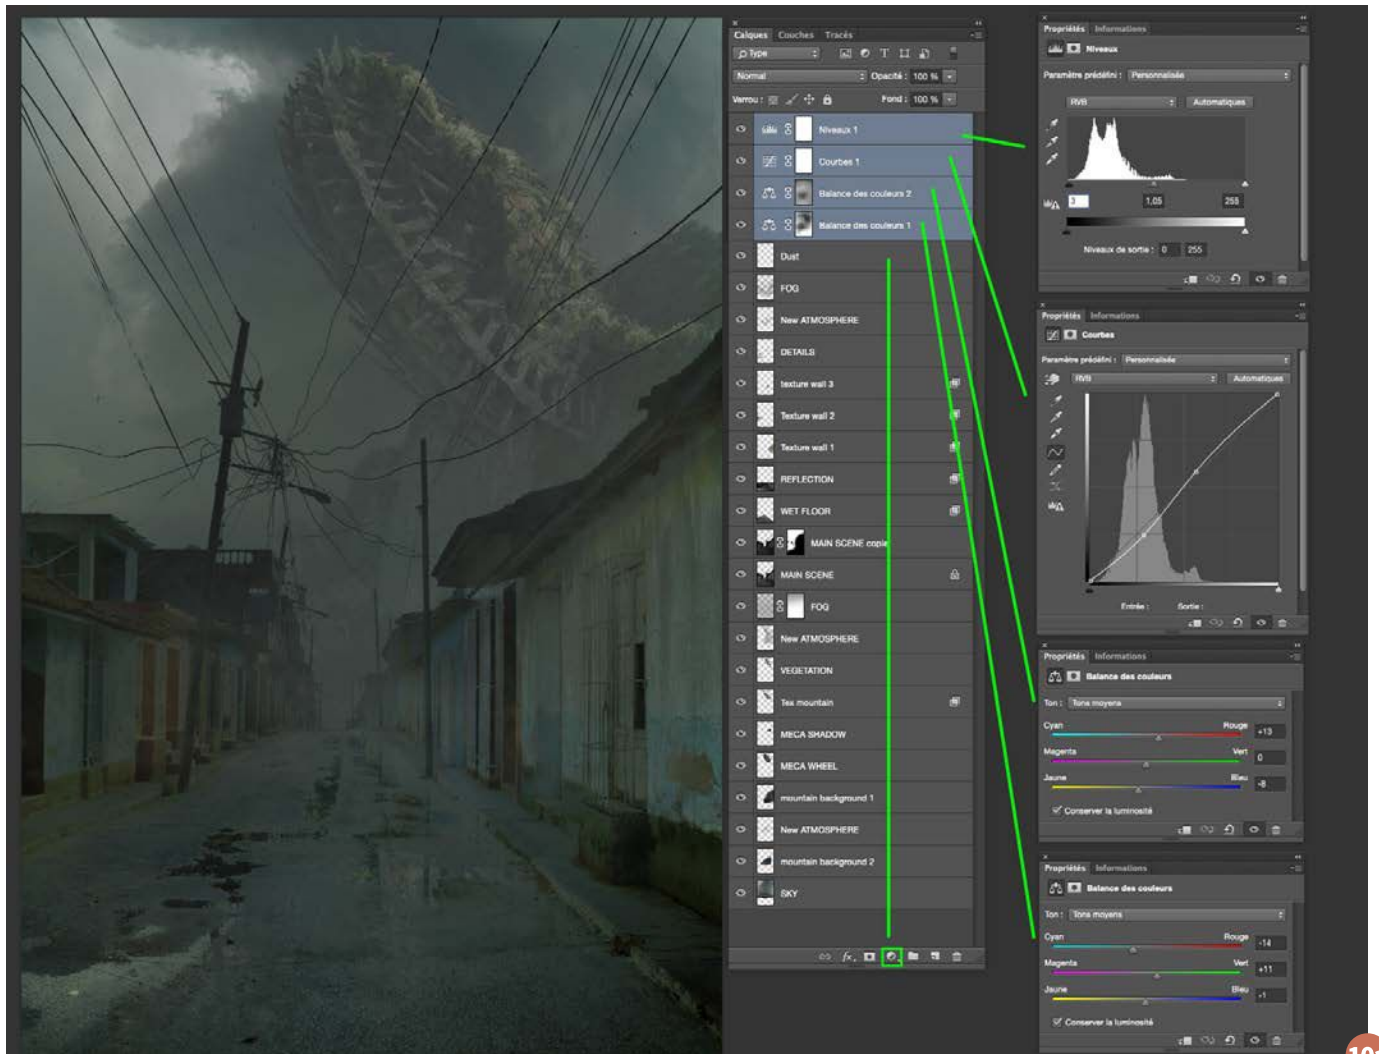 Calques Couches Tracés
Type
Normal Opacité : 100 %
Verrou : Fond : 100 %
Niveaux 1
Courbes 1
Balance des couleurs 2
Balance des couleurs 1
Dust
FOG
New ATMOSPHERE
DETAILS
texture wall 3
Texture wall 2
Texture wall 1
REFLECTION
WET FLOOR
MAIN SCENE copie
MAIN SCENE
FOG
New ATMOSPHERE
VEGETATION
Tex mountain
MECA SHADOW
MECA WHEEL
mountain background 1
New ATMOSPHERE
mountain background 2
SKY
fx
Propriétés Informations
Niveaux
Paramètre prédéfini : Personnalisée
RVB Automatiques
3 1,05 255
Niveaux de sortie : 0 255
Propriétés Informations
Courbes
Paramètre prédéfini : Personnalisée
RVB Automatiques
Entrée : Sortie :
Propriétés Informations
Balance des couleurs
Ton : Tons moyens
Cyan Rouge +13
Magenta Vert 0
Jaune Bleu -8
Conserver la luminosité
Propriétés Informations
Balance des couleurs
Ton : Tons moyens
Cyan Rouge -14
Magenta Vert +11
Jaune Bleu -1
Conserver la luminosité